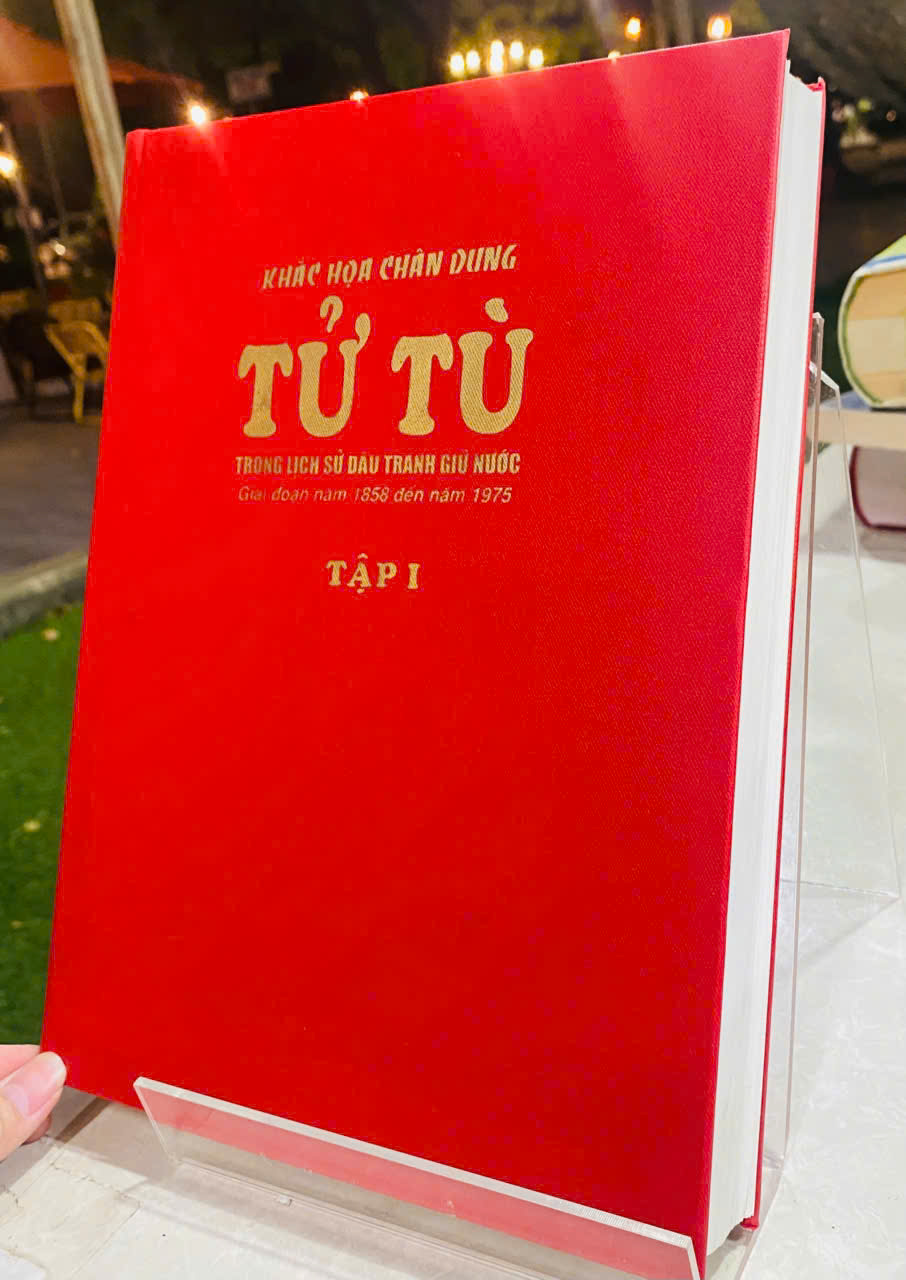 KHẮC HỌA CHÂN DUNG
TỬ TÙ
TRONG LỊCH SỬ ĐẤU TRANH GIỮ NƯỚC
Giai đoạn năm 1858 đến năm 1975
TẬP I